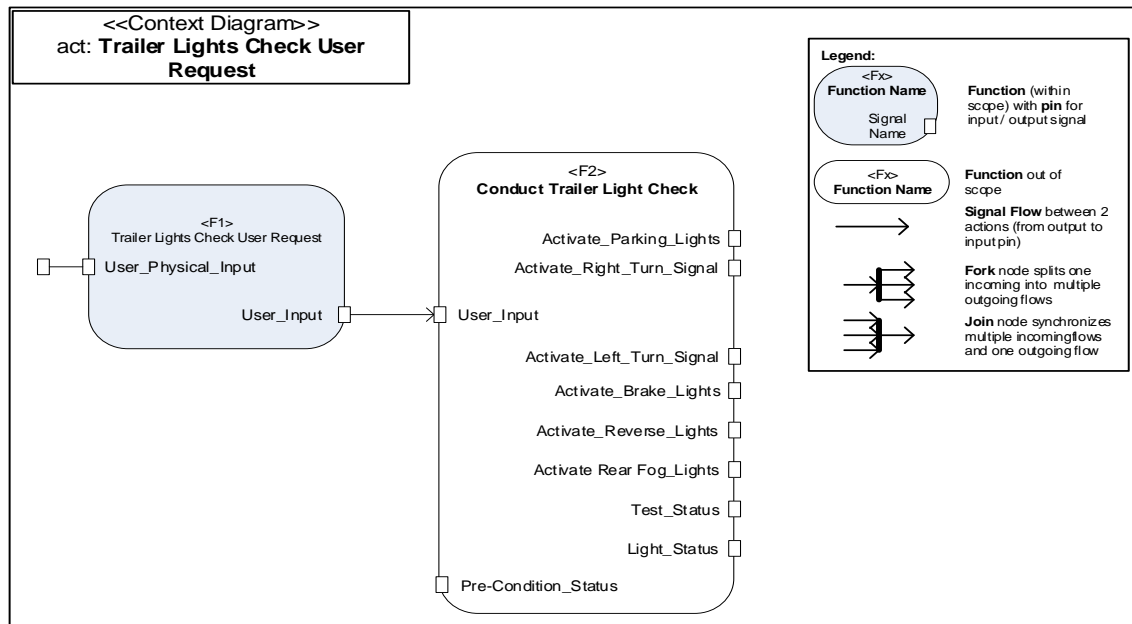 <<Context Diagram>>
act: Trailer Lights Check User
Request
<F1>
Trailer Lights Check User Request
User_Physical_Input
User_Input
<F2>
Conduct Trailer Light Check
Activate_Parking_Lights
Activate_Right_Turn_Signal
User_Input
Activate_Left_Turn_Signal
Activate_Brake_Lights
Activate_Reverse_Lights
Activate Rear Fog_Lights
Test_Status
Light_Status
Pre-Condition_Status
Legend:
<Fx>
Function Name
Signal
Name
Function (within
scope) with pin for
input / output signal
<Fx>
Function Name
Function out of
scope
Signal Flow between 2
actions (from output to
input pin)
Fork node splits one
incoming into multiple
outgoing flows
Join node synchronizes
multiple incomingflows
and one outgoing flow